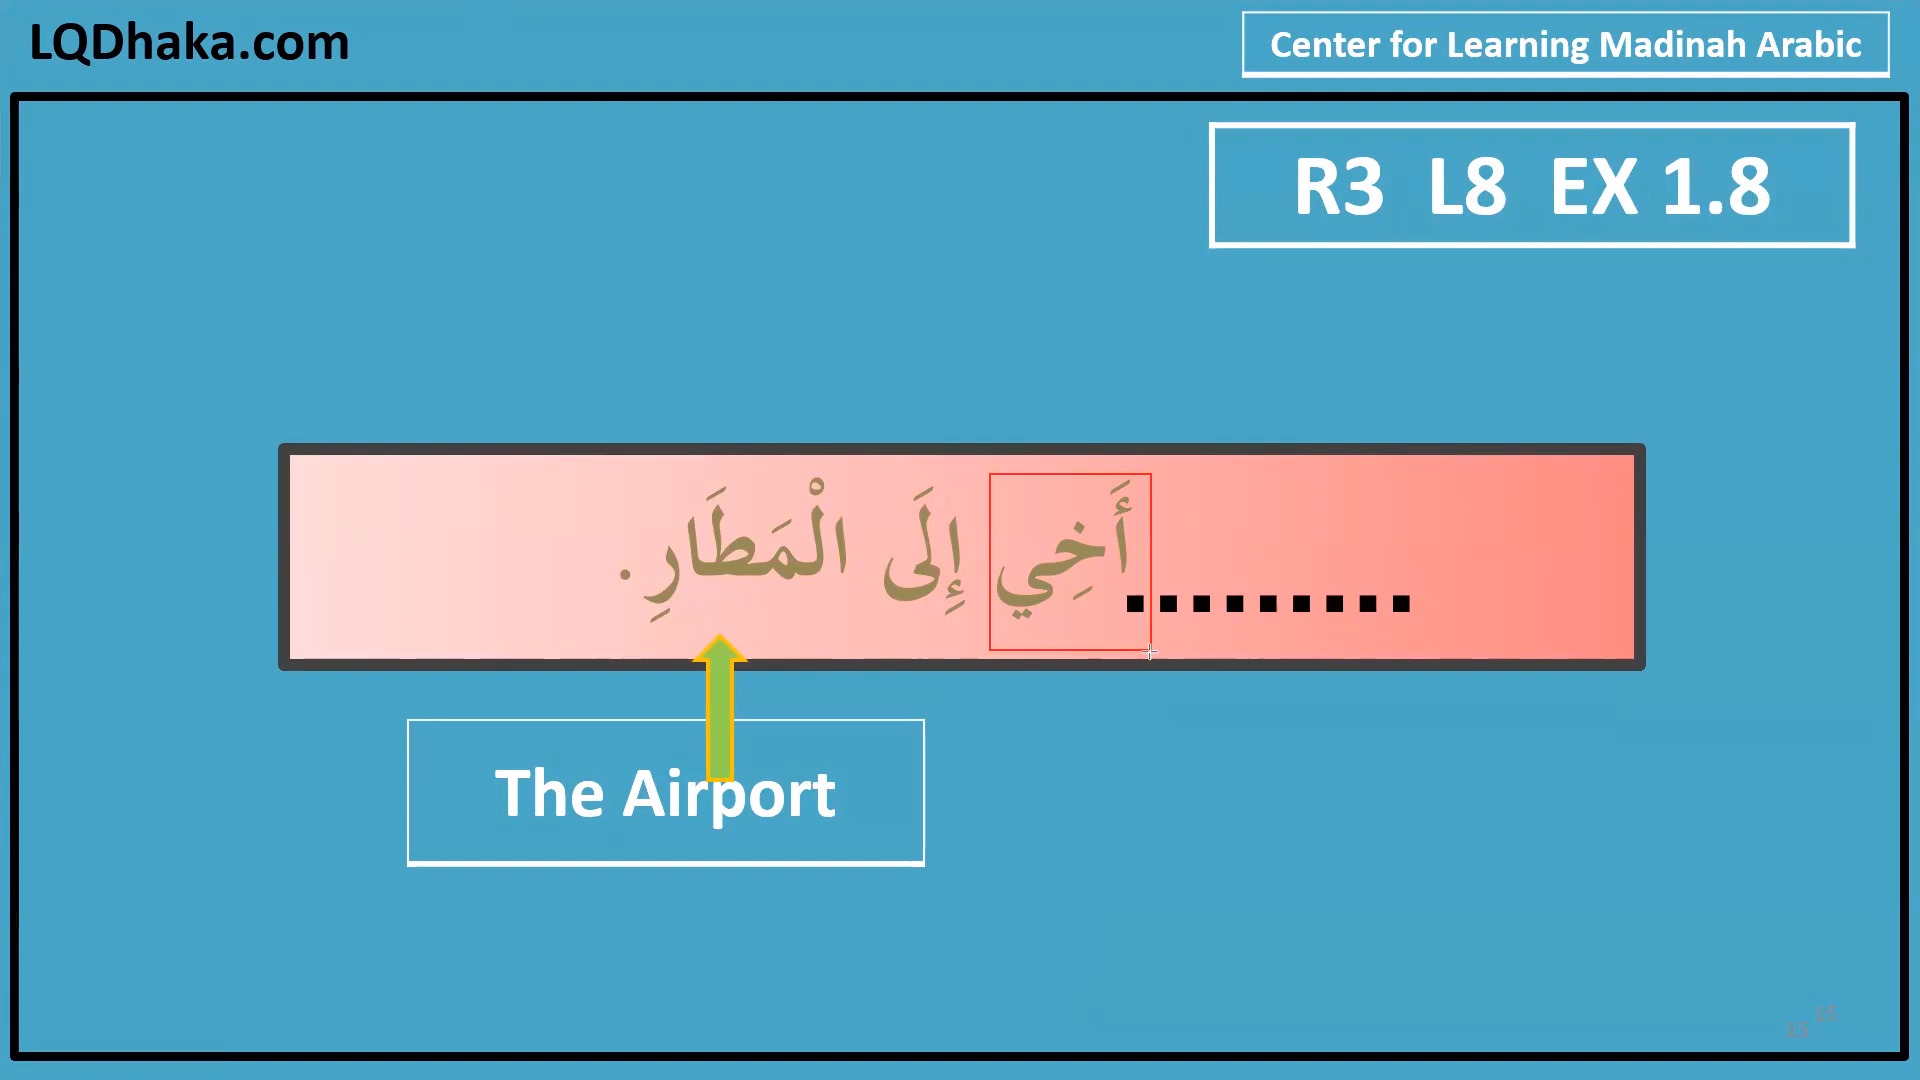 LQDhaka.com
Center for Learning Madinah Arabic
R3 L8 EX 1.8
......... أَخِي إِلَى الْمَطَارِ.
The Airport